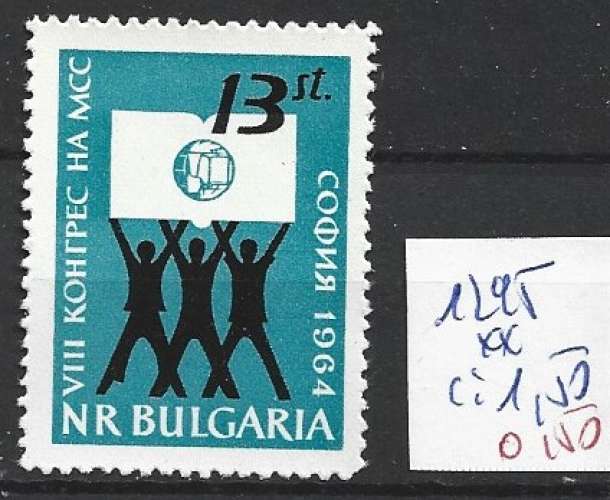 13 st.
VIII КОНГРЕС НА МСС
СОФИЯ 1964
NR BULGARIA
1295
xx
c: 1,50
0,50